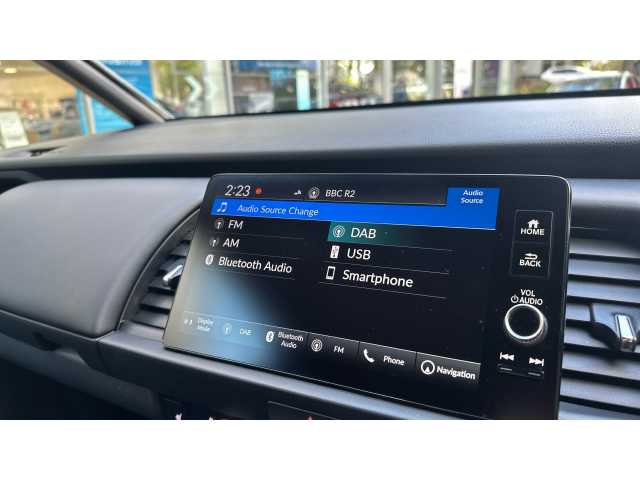 2:23 BBC R2 Audio Source
Audio Source Change
FM DAB
AM USB
Bluetooth Audio Smartphone
Display Mode DAB Bluetooth Audio FM Phone Navigation
HOME
BACK
VOL
AUDIO